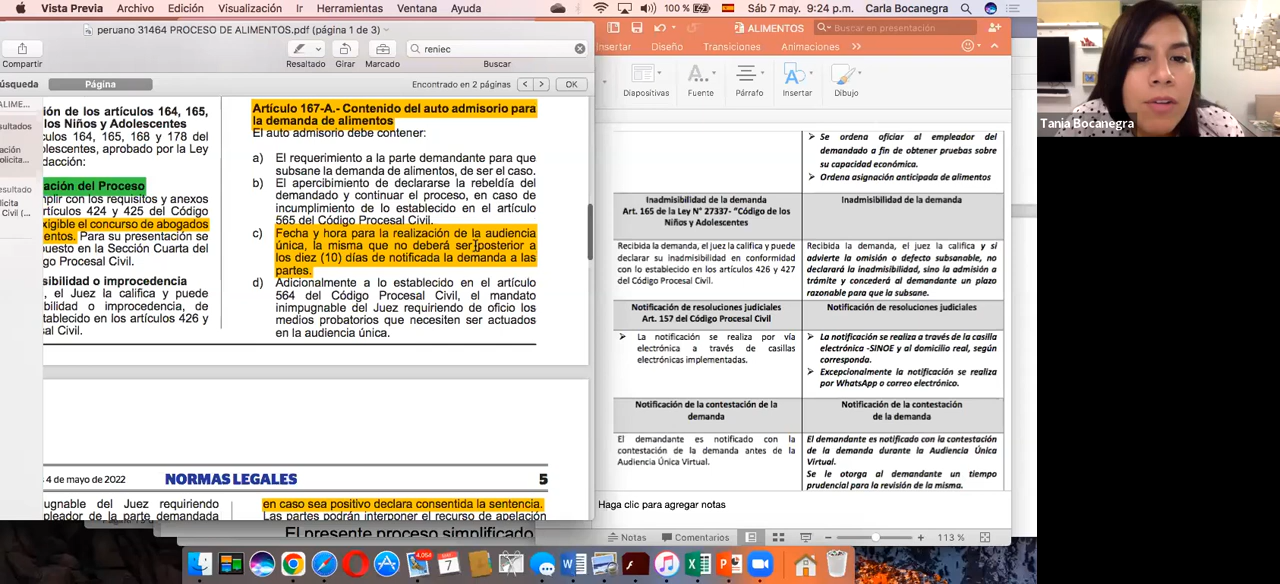 Vista Previa Archivo Edición Visualización Ir Herramientas Ventana Ayuda 100 % Sáb 7 may. 9:24 p.m. Carla Bocanegra
peruano 31464 PROCESO DE ALIMENTOS.pdf (página 1 de 3)
Compartir
Resaltado
Girar
Marcado
reniec
Buscar
úsqueda
Página
Encontrado en 2 páginas
OK
ALIME...
sultados
ación
olicita...
esultado
licita
Civil (...
ión de los artículos 164, 165,
los Niños y Adolescentes
culos 164, 165, 168 y 178 del
olescentes, aprobado por la Ley
dacción:
ación del Proceso
plir con los requisitos y anexos
rtículos 424 y 425 del Código
xigible el concurso de abogados
entos. Para su presentación se
puesto en la Sección Cuarta del
go Procesal Civil.
sibilidad o improcedencia
, el Juez la califica y puede
bilidad o improcedencia, de
tablecido en los artículos 426 y
sal Civil.
Artículo 167-A.- Contenido del auto admisorio para
la demanda de alimentos
El auto admisorio debe contener:
a) El requerimiento a la parte demandante para que
subsane la demanda de alimentos, de ser el caso.
b) El apercibimiento de declararse la rebeldía del
demandado y continuar el proceso, en caso de
incumplimiento de lo establecido en el artículo
565 del Código Procesal Civil.
c) Fecha y hora para la realización de la audiencia
única, la misma que no deberá ser posterior a
los diez (10) días de notificada la demanda a las
partes.
d) Adicionalmente a lo establecido en el artículo
564 del Código Procesal Civil, el mandato
inimpugnable del Juez requiriendo de oficio los
medios probatorios que necesiten ser actuados
en la audiencia única.
4 de mayo de 2022
NORMAS LEGALES
5
ugnable del Juez requiriendo
pleador de la parte demandada
en caso sea positivo declara consentida la sentencia.
Las partes podrán interponer el recurso de apelación
El presente proceso simplificado
ALIMENTOS
Buscar en presentación
nsertar Diseño Transiciones Animaciones
Diapositivas
Fuente
Párrafo
Insertar
Dibujo
Se ordena oficiar al empleador del
demandado a fin de obtener pruebas sobre
su capacidad económica.
Ordena asignación anticipada de alimentos
Inadmisibilidad de la demanda
Art. 165 de la Ley N° 27337- "Código de los
Niños y Adolescentes
Inadmisibilidad de la demanda
Recibida la demanda, el juez la califica y puede
declarar su inadmisibilidad en conformidad
con lo establecido en los artículos 426 y 427
del Código Procesal Civil.
Recibida la demanda, el juez la califica y si
advierte la omisión o defecto subsanable, no
declarará la inadmisibilidad, sino la admisión a
trámite y concederá al demandante un plazo
razonable para que la subsane.
Notificación de resoluciones judiciales
Art. 157 del Código Procesal Civil
Notificación de resoluciones judiciales
La notificación se realiza por vía
electrónica a través de casillas
electrónicas implementadas.
La notificación se realiza a través de la casilla
electrónica -SINOE y al domicilio real, según
corresponda.
Excepcionalmente la notificación se realiza
por WhatsApp o correo electrónico.
Notificación de la contestación de la
demanda
Notificación de la contestación
de la demanda
El demandante es notificado con la
contestación de la demanda antes de la
Audiencia Única Virtual.
El demandante es notificado con la contestación
de la demanda durante la Audiencia Única
Virtual.
Se le otorga al demandante un tiempo
prudencial para la revisión de la misma.
Haga clic para agregar notas
Notas
Comentarios
113 %
4,064
7
Tania Bocanegra